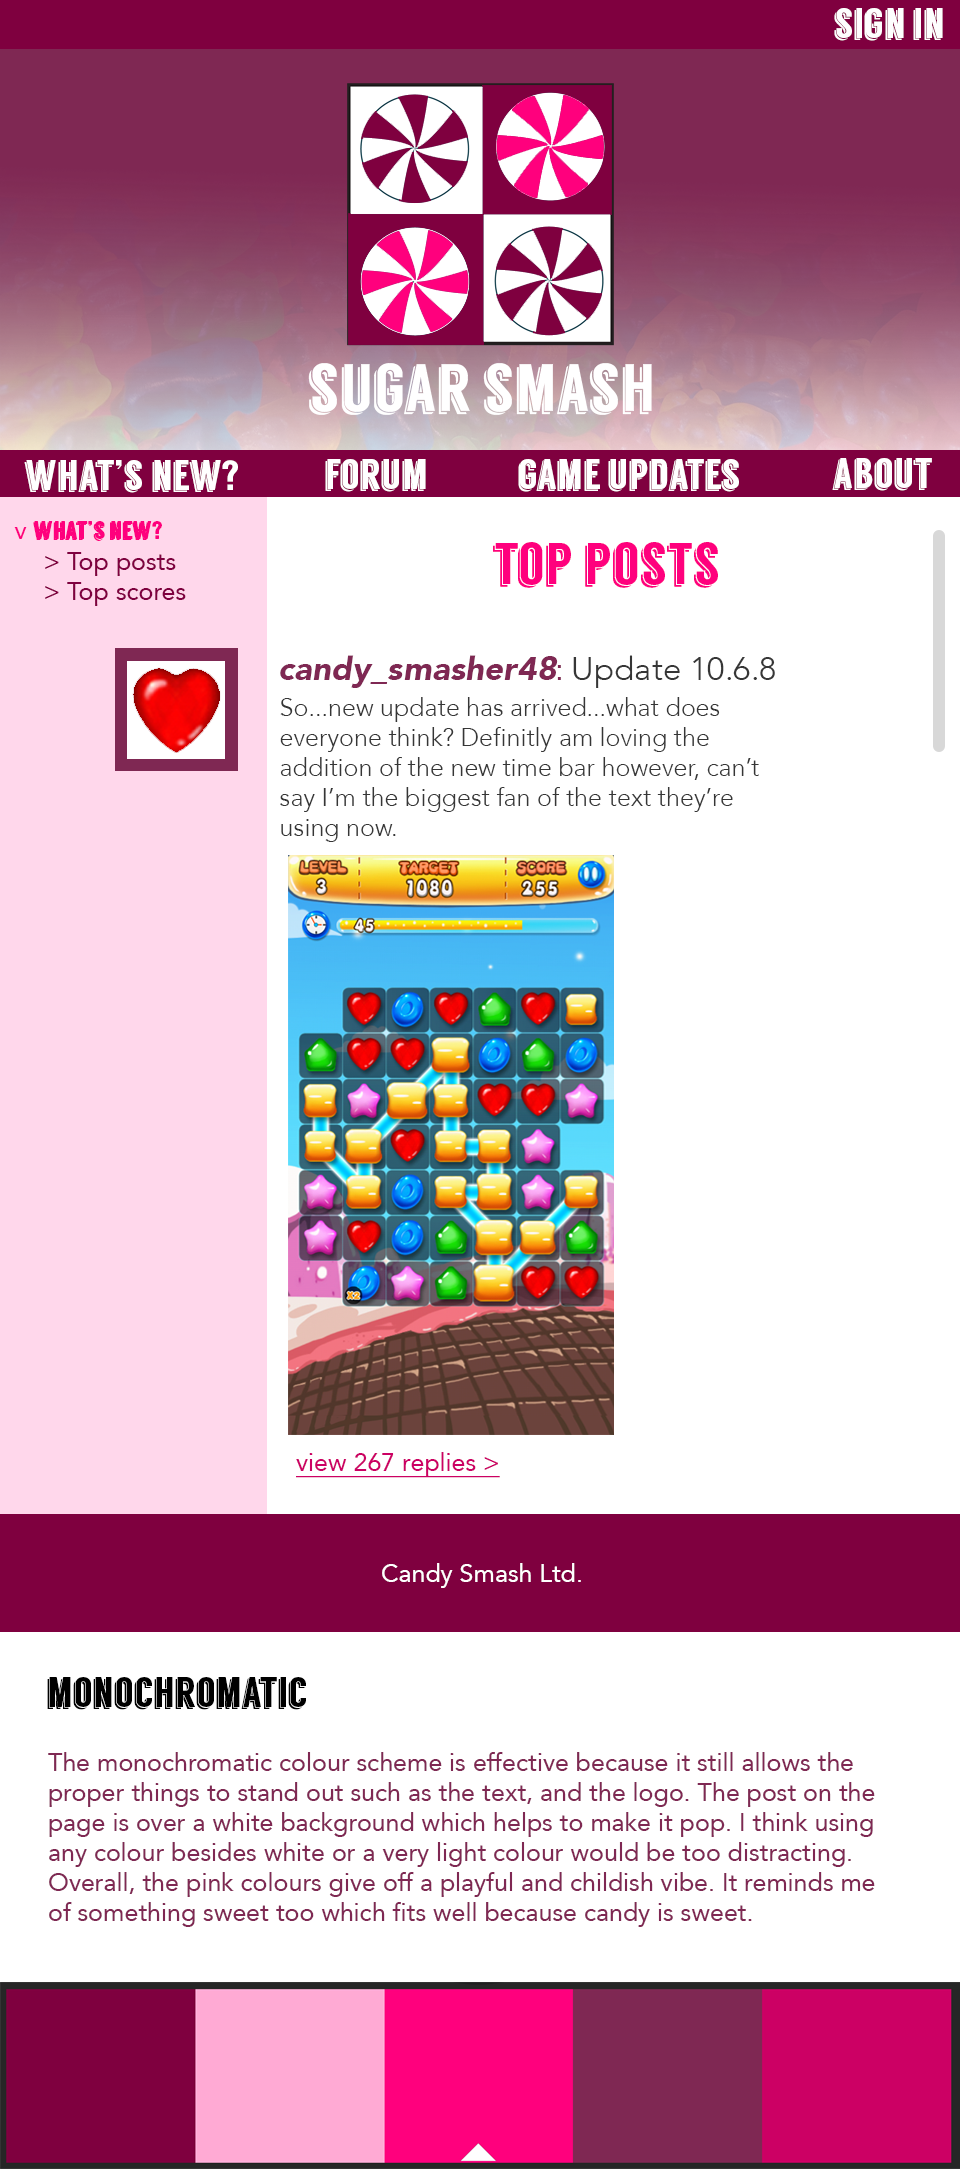 SIGN IN
SUGAR SMASH
WHAT'S NEW? FORUM GAME UPDATES ABOUT
v WHAT'S NEW?
> Top posts
> Top scores
TOP POSTS
candy_smasher48: Update 10.6.8
So...new update has arrived...what does
everyone think? Definitly am loving the
addition of the new time bar however, can't
say I'm the biggest fan of the text they're
using now.
LEVEL TARGET SCORE
3 1080 255
45
x2
view 267 replies >
Candy Smash Ltd.
MONOCHROMATIC
The monochromatic colour scheme is effective because it still allows the
proper things to stand out such as the text, and the logo. The post on the
page is over a white background which helps to make it pop. I think using
any colour besides white or a very light colour would be too distracting.
Overall, the pink colours give off a playful and childish vibe. It reminds me
of something sweet too which fits well because candy is sweet.